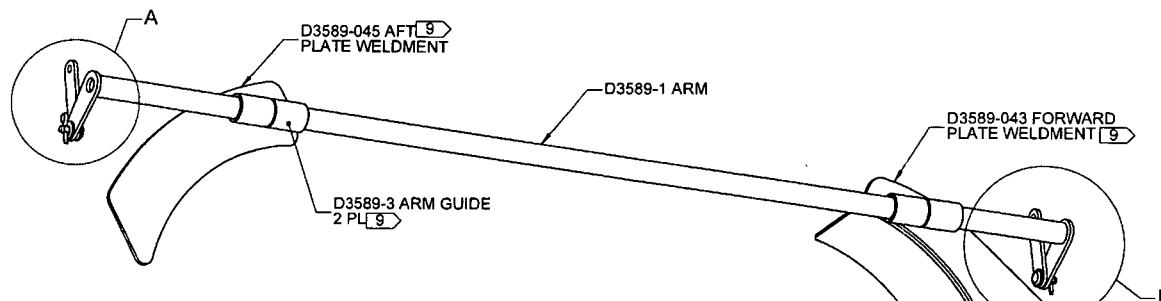 A
D3589-045 AFT 9
PLATE WELDMENT
D3589-1 ARM
D3589-043 FORWARD
PLATE WELDMENT 9
D3589-3 ARM GUIDE
2 PL 9